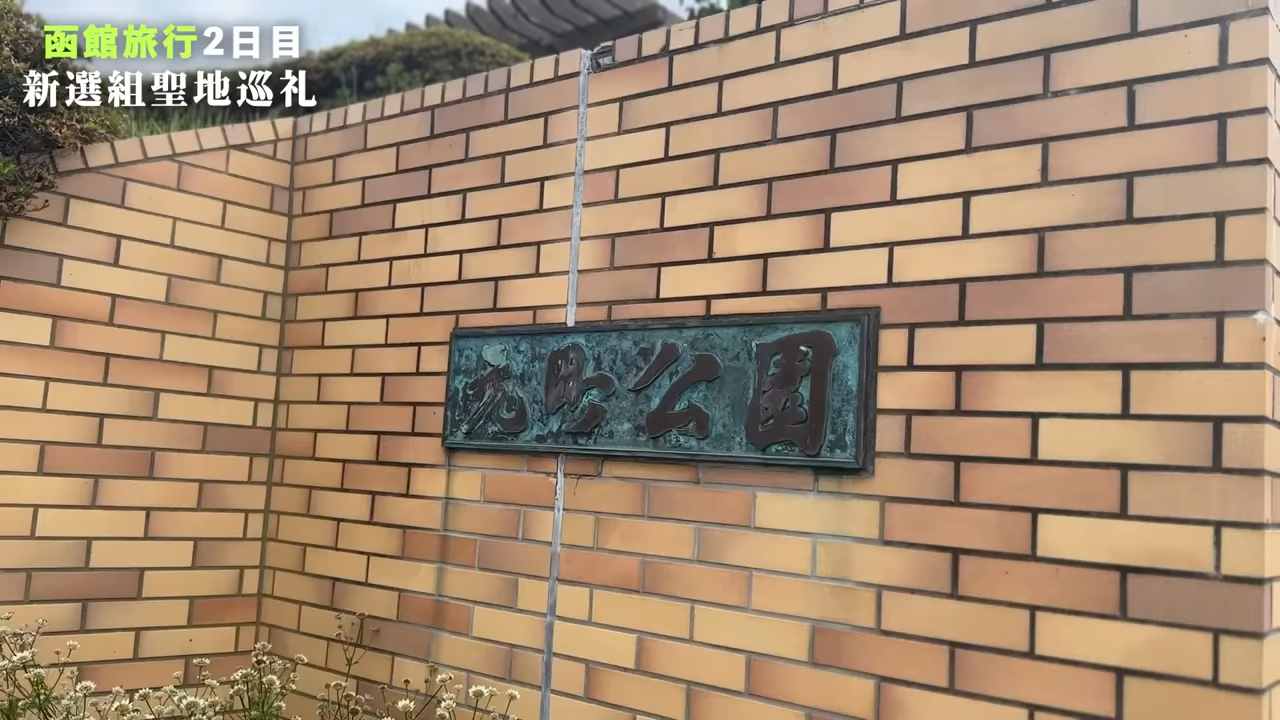 函館旅行2日目
新選組聖地巡礼
元町公園